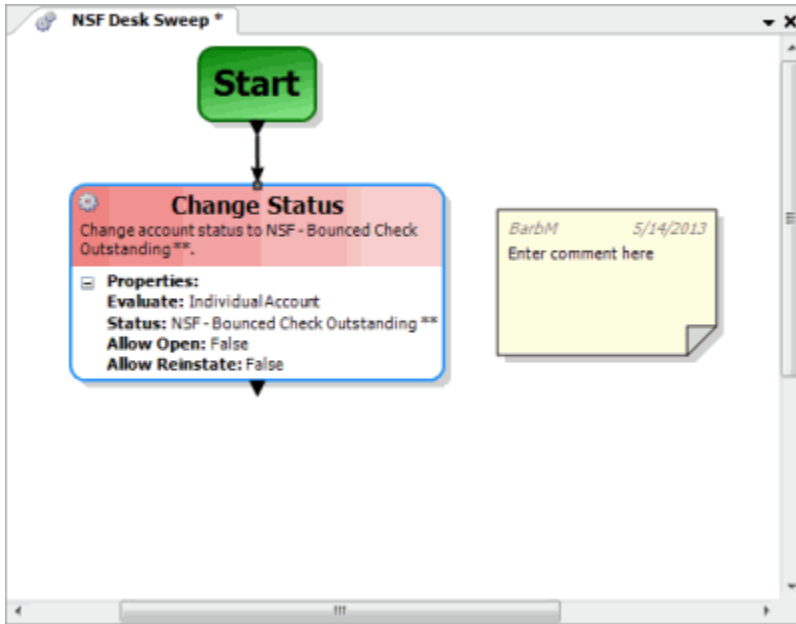 NSF Desk Sweep *
Start
Change Status
Change account status to NSF - Bounced Check
Outstanding **.
Properties:
Evaluate: Individual Account
Status: NSF - Bounced Check Outstanding **
Allow Open: False
Allow Reinstate: False
BarbM 5/14/2013
Enter comment here